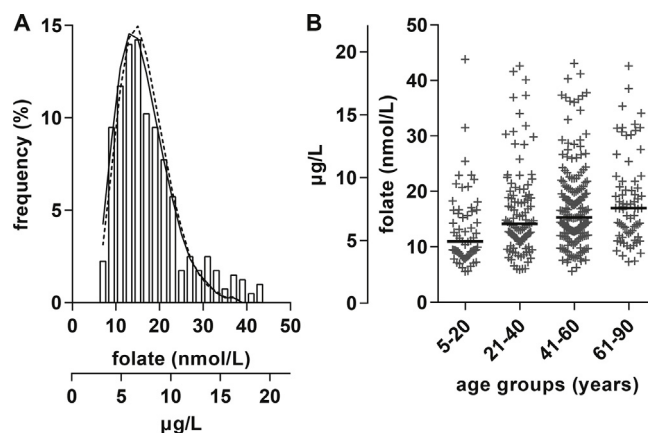 A
frequency (%)
15
10
5
0
0 10 20 30 40 50
folate (nmol/L)
0 5 10 15 20
µg/L
B
µg/L
20
15
10
5
0
folate (nmol/L)
50
40
30
20
10
0
5-20
21-40
41-60
61-90
age groups (years)